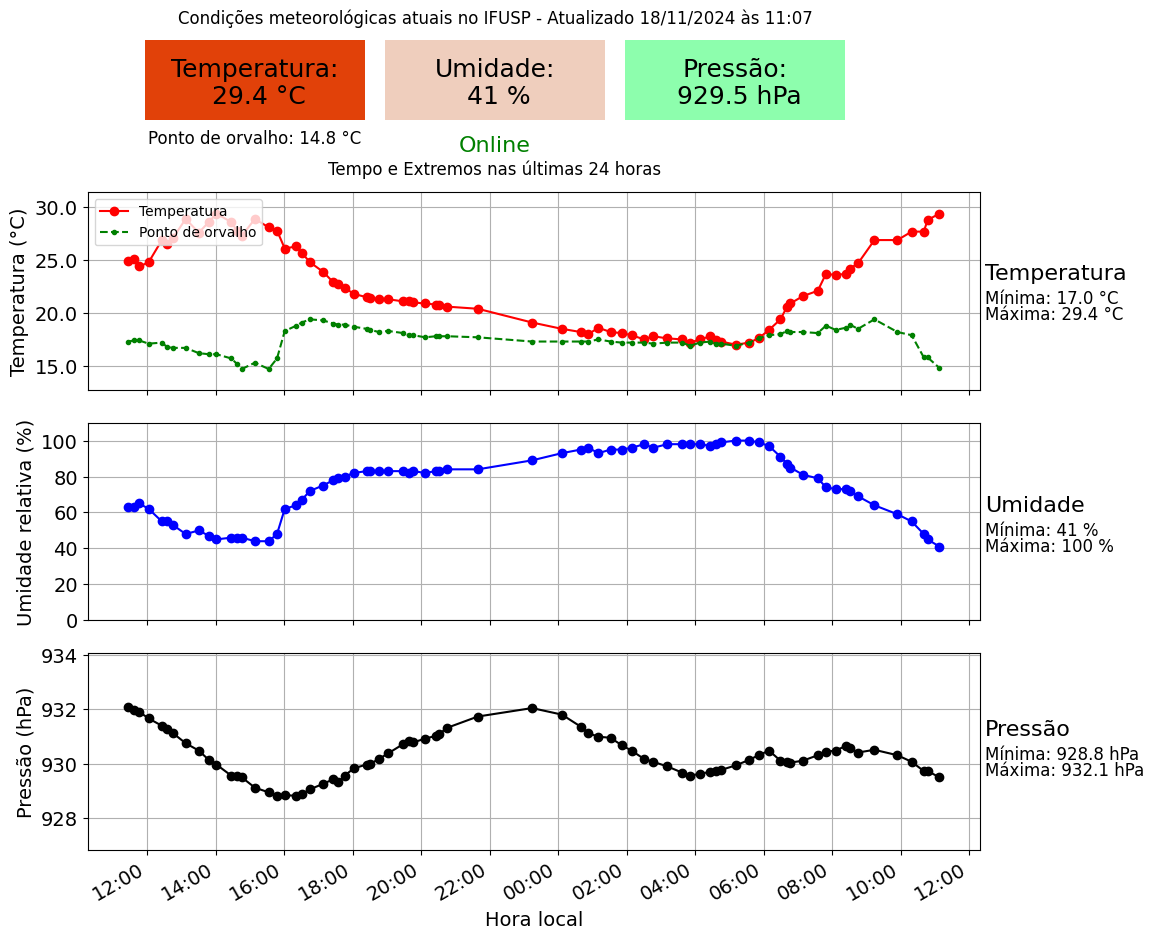 Condições meteorológicas atuais no IFUSP - Atualizado 18/11/2024 às 11:07
Temperatura:
29.4 °C
Umidade:
41 %
Pressão:
929.5 hPa
Ponto de orvalho: 14.8 °C
Online
Tempo e Extremos nas últimas 24 horas
Temperatura (°C)
30.0
25.0
20.0
15.0
Temperatura
Ponto de orvalho
Temperatura
Mínima: 17.0 °C
Máxima: 29.4 °C
Umidade relativa (%)
100
80
60
40
20
0
Umidade
Mínima: 41 %
Máxima: 100 %
Pressão (hPa)
934
932
930
928
Pressão
Mínima: 928.8 hPa
Máxima: 932.1 hPa
12:00
14:00
16:00
18:00
20:00
22:00
00:00
02:00
04:00
06:00
08:00
10:00
12:00
Hora local